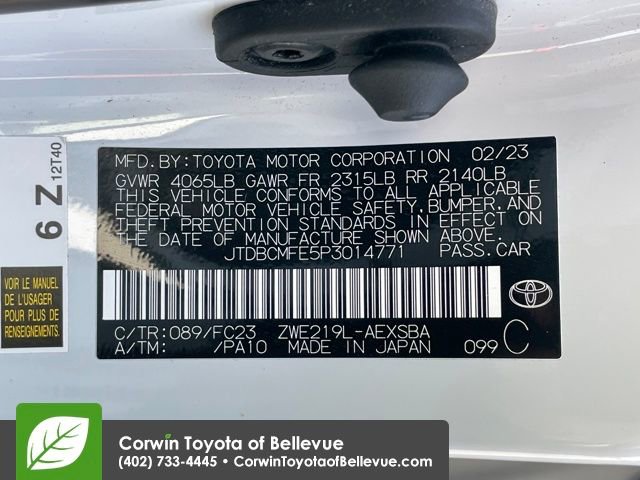 MFD.BY:TOYOTA MOTOR CORPORATION 02/23
GVWR 4065LB GAWR FR 2315LB RR 2140LB
THIS VEHICLE CONFORMS TO ALL APPLICABLE
FEDERAL MOTOR VEHICLE SAFETY,BUMPER,AND
THEFT PREVENTION STANDARDS IN EFFECT ON
THE DATE OF MANUFACTURE SHOWN ABOVE.
JTDBCMFE5P3014771 PASS.CAR
C/TR:089/FC23 ZWE219L-AEXSBA
A/TM: /PA10 MADE IN JAPAN 099 C
6 Z 12T40
VOIR LE MANUEL
DE L'USAGER
POUR PLUS DE
RENSEIGNEMENTS
Corwin Toyota of Bellevue
(402) 733-4445 • CorwinToyotaofBellevue.com